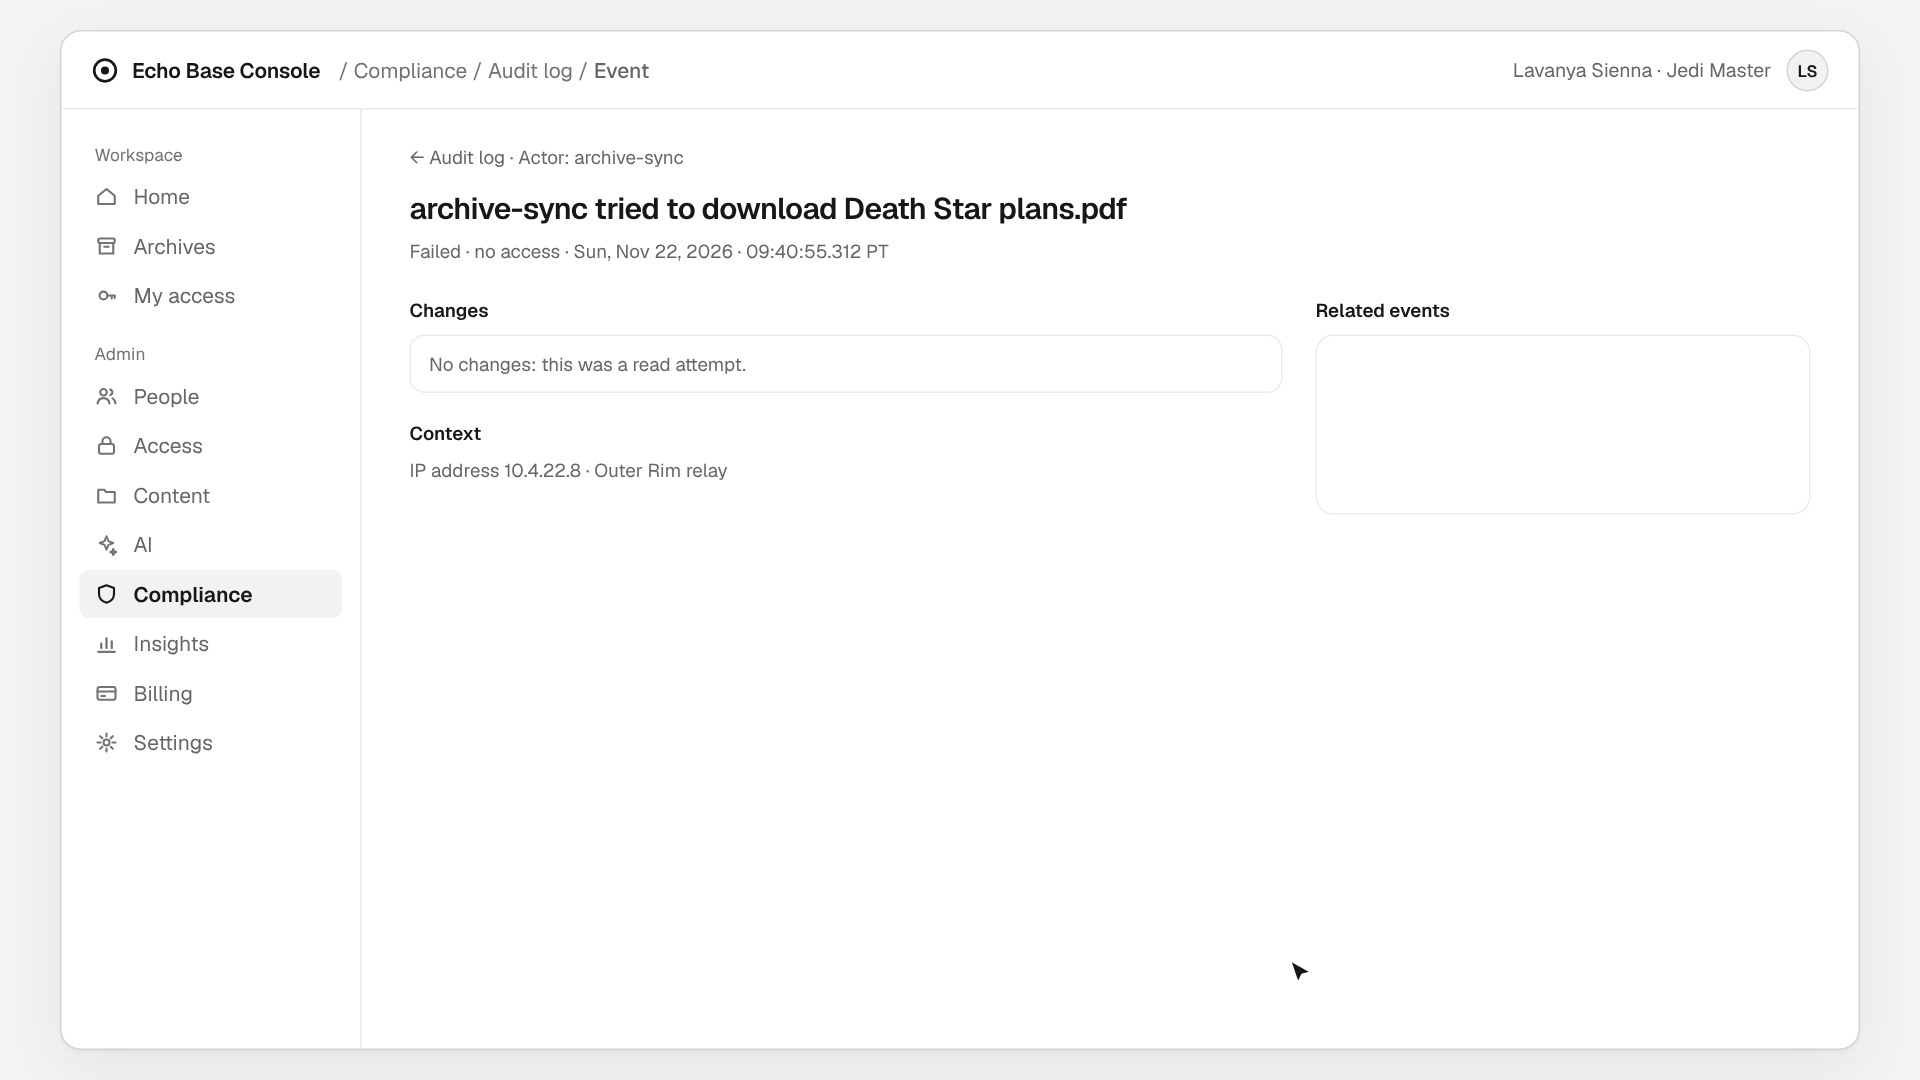 Echo Base Console / Compliance / Audit log / Event
Lavanya Sienna · Jedi Master LS
Workspace
Home
Archives
My access
Admin
People
Access
Content
AI
Compliance
Insights
Billing
Settings
← Audit log · Actor: archive-sync
archive-sync tried to download Death Star plans.pdf
Failed · no access · Sun, Nov 22, 2026 · 09:40:55.312 PT
Changes
No changes: this was a read attempt.
Context
IP address 10.4.22.8 · Outer Rim relay
Related events